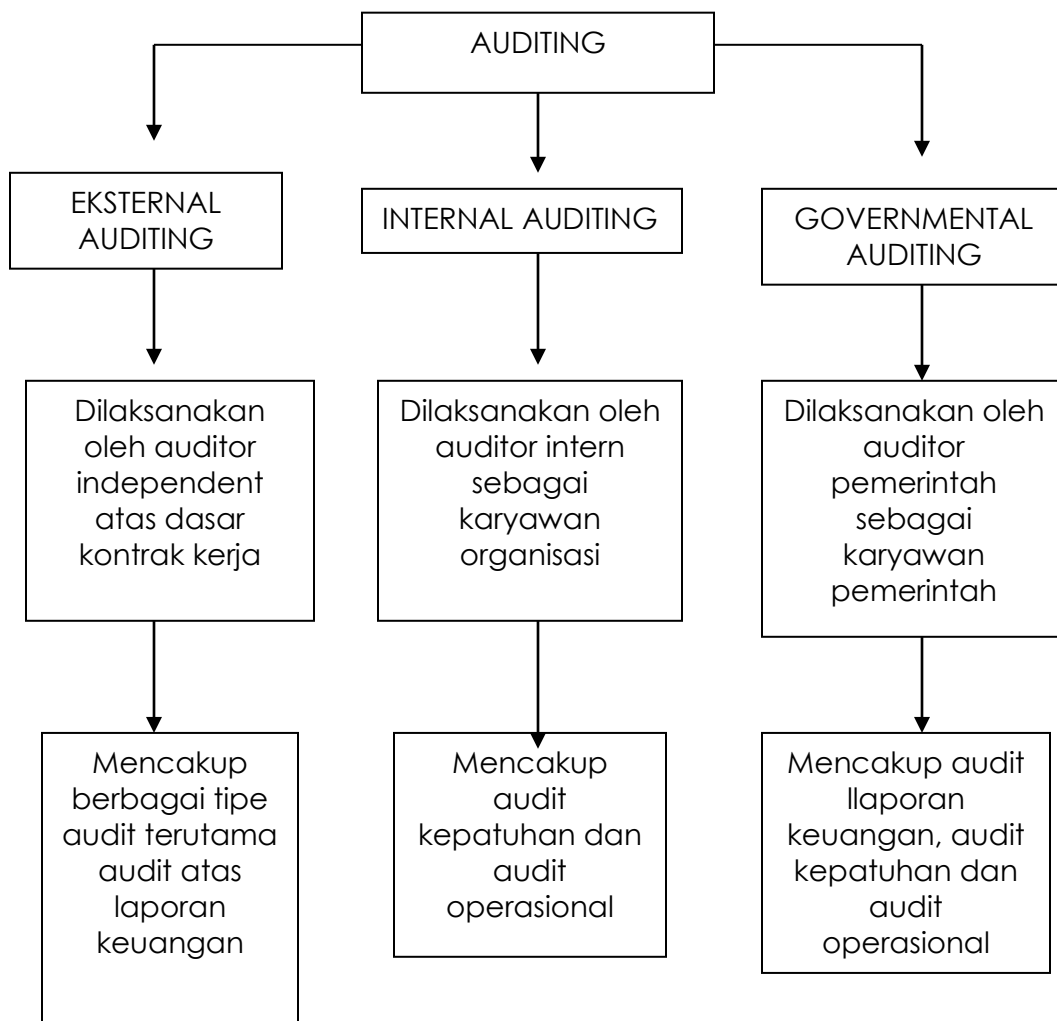 AUDITING
EKSTERNAL
AUDITING
INTERNAL AUDITING
GOVERNMENTAL
AUDITING
Dilaksanakan
oleh auditor
independent
atas dasar
kontrak kerja
Dilaksanakan oleh
auditor intern
sebagai
karyawan
organisasi
Dilaksanakan oleh
auditor
pemerintah
sebagai
karyawan
pemerintah
Mencakup
berbagai tipe
audit terutama
audit atas
laporan
keuangan
Mencakup
audit
kepatuhan dan
audit
operasional
Mencakup audit
llaporan
keuangan, audit
kepatuhan dan
audit
operasional